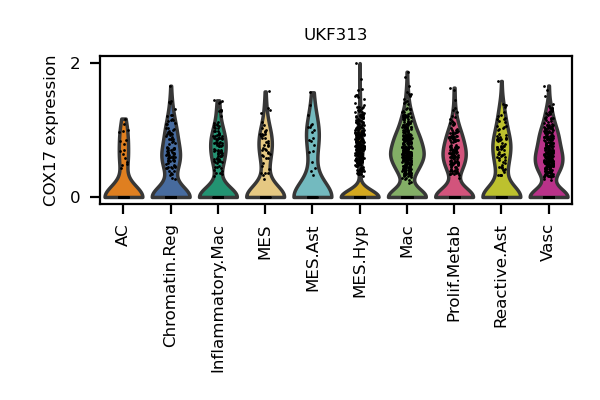 UKF313
COX17 expression
2
0
AC
Chromatin.Reg
Inflammatory.Mac
MES
MES.Ast
MES.Hyp
Mac
Prolif.Metab
Reactive.Ast
Vasc